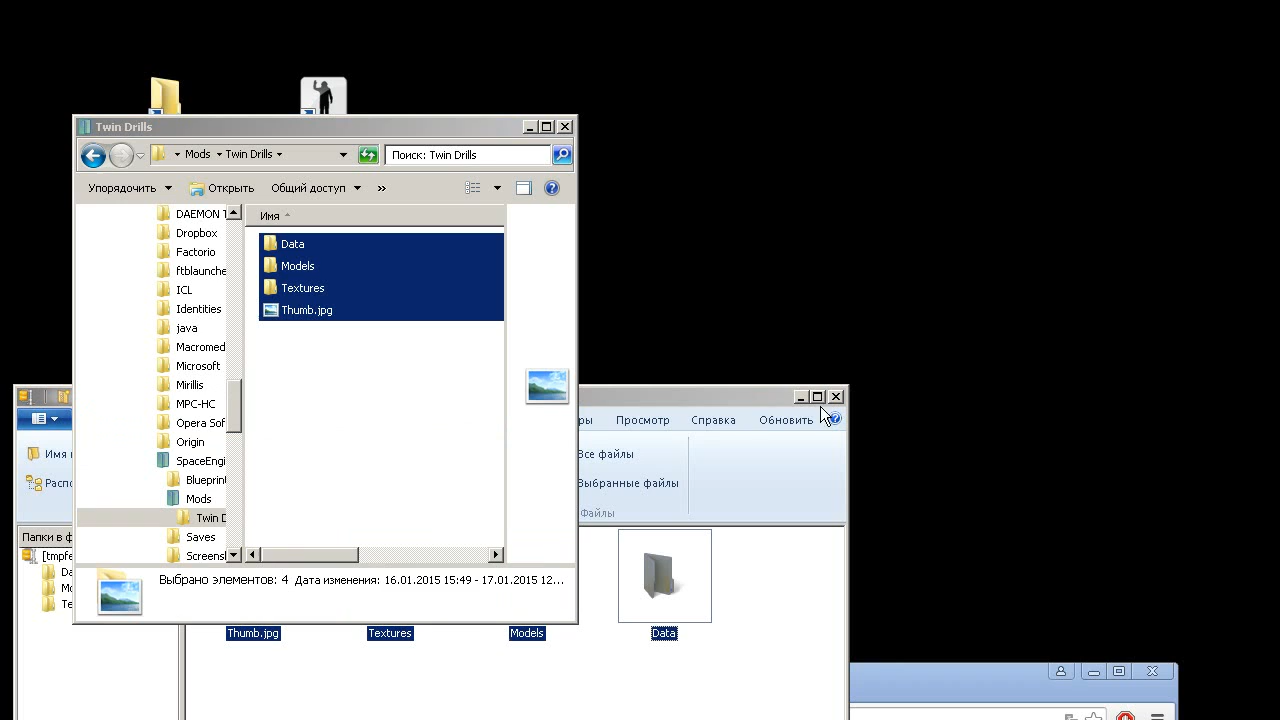 Twin Drills
Mods Twin Drills Поиск: Twin Drills
Упорядочить Открыть Общий доступ »
DAEMON T
Dropbox
Factorio
ftblaunche
ICL
Identities
java
Macromed
Microsoft
Mirillis
MPC-HC
Opera Sof
Origin
SpaceEngi
Blueprint
Mods
Twin D
Saves
Screensh
Имя
Data
Models
Textures
Thumb.jpg
Выбрано элементов: 4 Дата изменения: 16.01.2015 15:49 - 17.01.2015 12...
ры Просмотр Справка Обновить
Имя
Все файлы
Распо
Выбранные файлы
Файлы
Папки в ф
[tmpfe
Da
Mo
Te
Thumb.jpg Textures Models Data